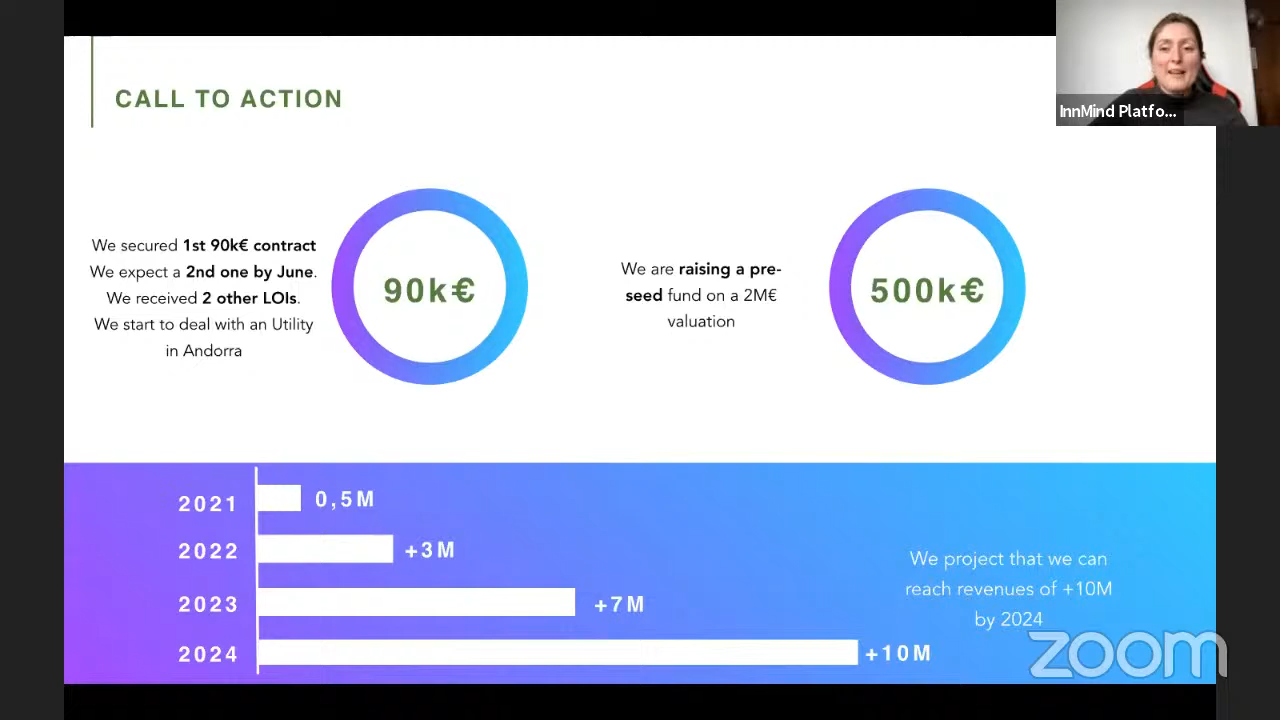 InnMind Platfo...
CALL TO ACTION
We secured 1st 90k€ contract
We expect a 2nd one by June.
We received 2 other LOIs.
We start to deal with an Utility
in Andorra
90k€
We are raising a pre-
seed fund on a 2M€
valuation
500k€
2021 0,5M
2022 +3M
2023 +7M
2024 +10M
We project that we can
reach revenues of +10M
by 2024
zoom